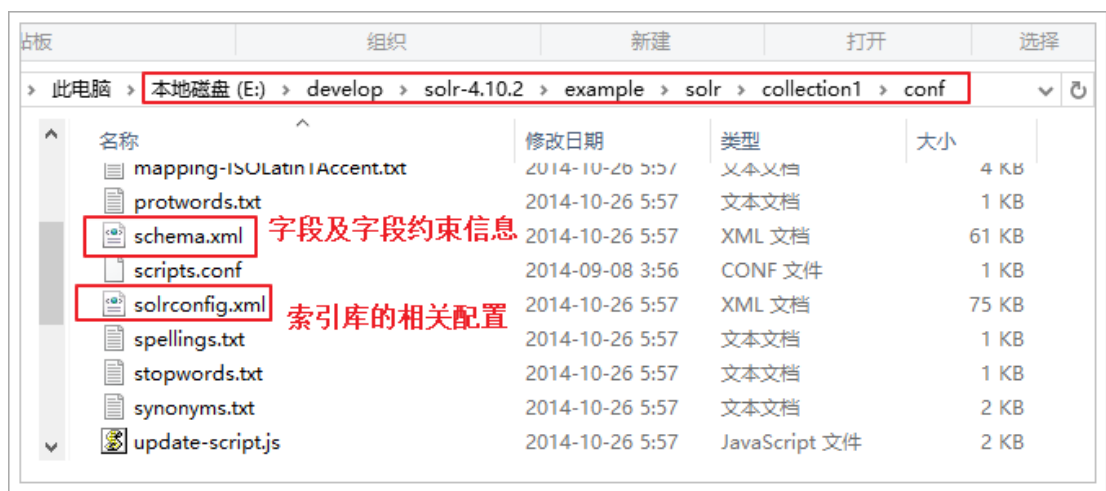 贴板 组织 新建 打开 选择
› 此电脑 › 本地磁盘 (E:) › develop › solr-4.10.2 › example › solr › collection1 › conf
名称 修改日期 类型 大小
mapping-ISOLatin1Accent.txt 2014-10-26 5:57 文本文档 4 KB
protwords.txt 2014-10-26 5:57 文本文档 1 KB
schema.xml 字段及字段约束信息 2014-10-26 5:57 XML 文档 61 KB
scripts.conf 2014-09-08 3:56 CONF 文件 1 KB
solrconfig.xml 索引库的相关配置 2014-10-26 5:57 XML 文档 75 KB
spellings.txt 2014-10-26 5:57 文本文档 1 KB
stopwords.txt 2014-10-26 5:57 文本文档 1 KB
synonyms.txt 2014-10-26 5:57 文本文档 2 KB
update-script.js 2014-10-26 5:57 JavaScript 文件 2 KB